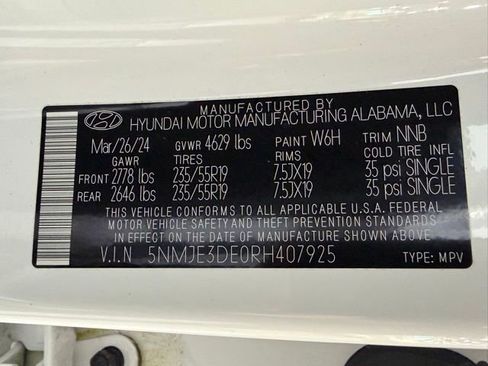 MANUFACTURED BY
HYUNDAI MOTOR MANUFACTURING ALABAMA, LLC
Mar/26/24 GVWR 4629 lbs PAINT W6H TRIM NNB
GAWR TIRES RIMS COLD TIRE INFL
FRONT 2778 lbs 235/55R19 7.5JX19 35 psi SINGLE
REAR 2646 lbs 235/55R19 7.5JX19 35 psi SINGLE
THIS VEHICLE CONFORMS TO ALL APPLICABLE U.S.A. FEDERAL
MOTOR VEHICLE SAFETY AND THEFT PREVENTION STANDARDS
IN EFFECT ON THE DATE OF MANUFACTURE SHOWN ABOVE.
V.I.N 5NMJE3DE0RH407925 TYPE: MPV